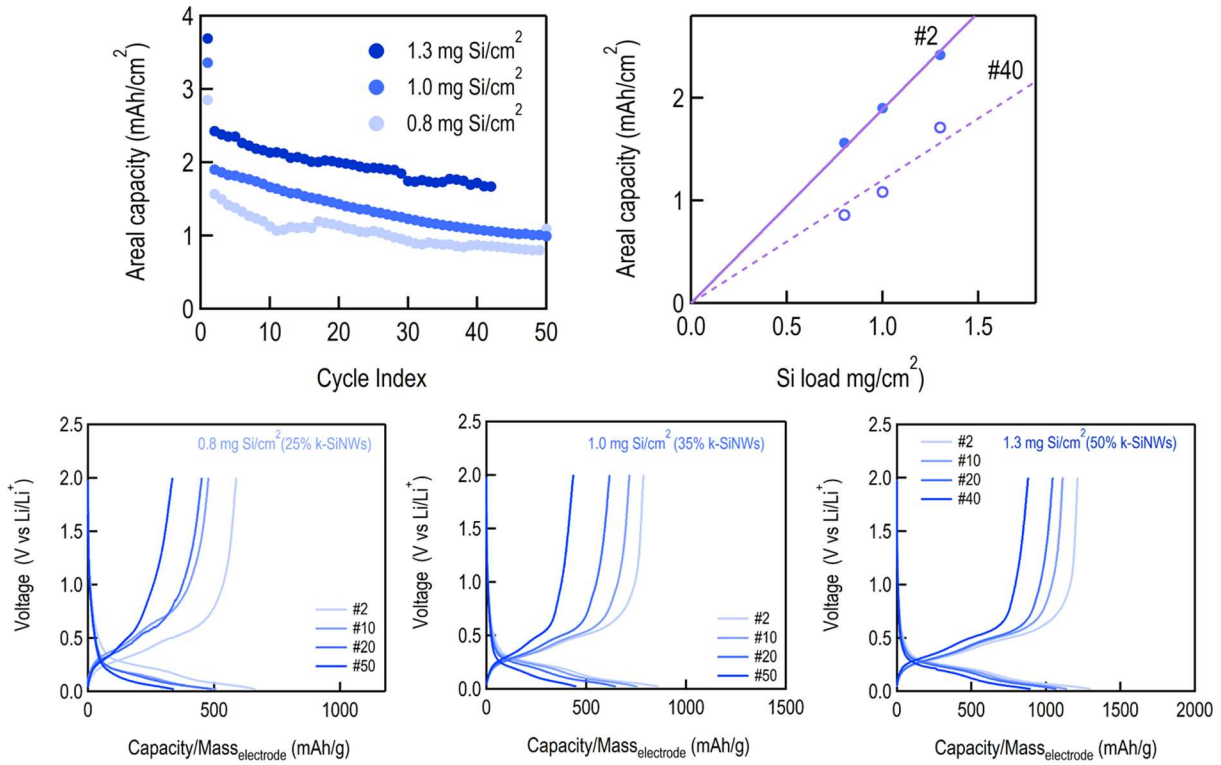 4
3
2
1
0
Areal capacity (mAh/cm²)
1.3 mg Si/cm²
1.0 mg Si/cm²
0.8 mg Si/cm²
0 10 20 30 40 50
Cycle Index
2
1
0
Areal capacity (mAh/cm²)
#2
#40
0.0 0.5 1.0 1.5
Si load mg/cm²)
2.5
2.0
1.5
1.0
0.5
0.0
Voltage (V vs Li/Li⁺)
0.8 mg Si/cm² (25% k-SiNWs)
#2
#10
#20
#50
0 500 1000
Capacity/Masselectrode (mAh/g)
2.5
2.0
1.5
1.0
0.5
0.0
Voltage (V vs Li/Li⁺)
1.0 mg Si/cm² (35% k-SiNWs)
#2
#10
#20
#50
0 500 1000 1500
Capacity/Masselectrode (mAh/g)
2.5
2.0
1.5
1.0
0.5
0.0
Voltage (V vs Li/Li⁺)
1.3 mg Si/cm² (50% k-SiNWs)
#2
#10
#20
#40
0 500 1000 1500 2000
Capacity/Masselectrode (mAh/g)